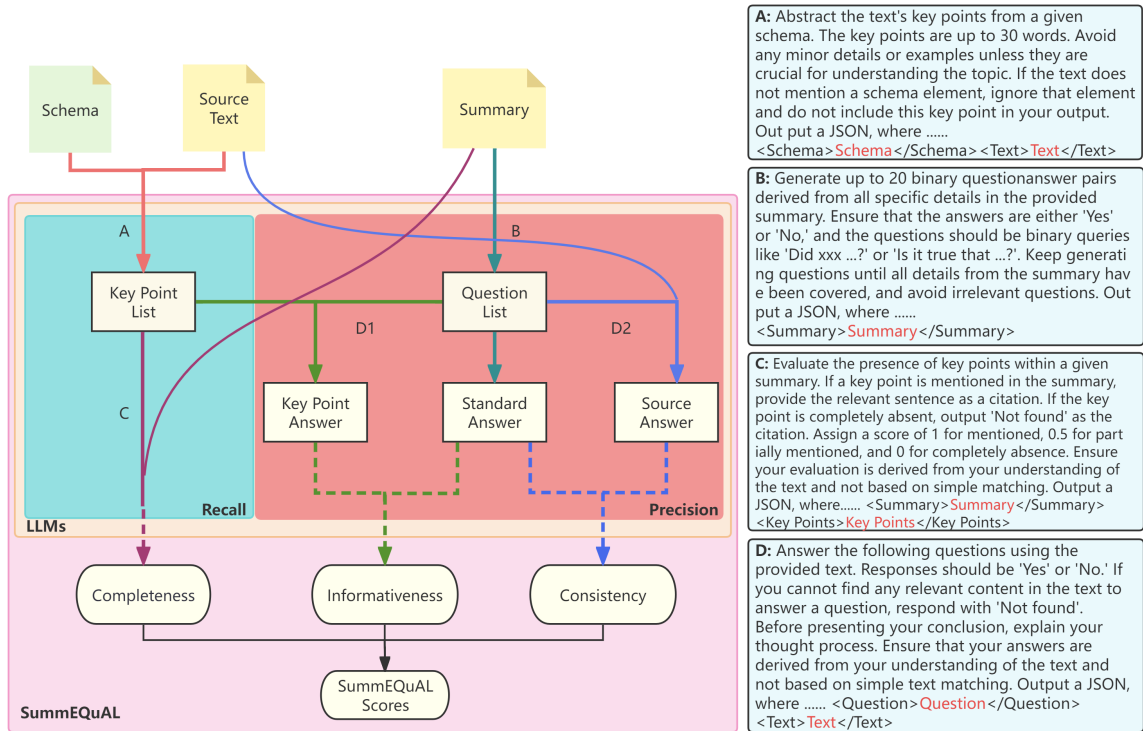 Schema
Source
Text
Summary
A
B
Key Point
List
Question
List
D1
D2
C
Key Point
Answer
Standard
Answer
Source
Answer
Recall
Precision
LLMs
Completeness
Informativeness
Consistency
SummEQuAL
Scores
SummEQuAL
A: Abstract the text's key points from a given
schema. The key points are up to 30 words. Avoid
any minor details or examples unless they are
crucial for understanding the topic. If the text does
not mention a schema element, ignore that element
and do not include this key point in your output.
Out put a JSON, where ......
<Schema>Schema</Schema><Text>Text</Text>
B: Generate up to 20 binary questionanswer pairs
derived from all specific details in the provided
summary. Ensure that the answers are either 'Yes'
or 'No,' and the questions should be binary queries
like 'Did xxx ...?' or 'Is it true that ...?'. Keep generati
ng questions until all details from the summary hav
e been covered, and avoid irrelevant questions. Out
put a JSON, where ......
<Summary>Summary</Summary>
C: Evaluate the presence of key points within a given
summary. If a key point is mentioned in the summary,
provide the relevant sentence as a citation. If the key
point is completely absent, output 'Not found' as the
citation. Assign a score of 1 for mentioned, 0.5 for part
ially mentioned, and 0 for completely absence. Ensure
your evaluation is derived from your understanding of
the text and not based on simple matching. Output a
JSON, where...... <Summary>Summary</Summary>
<Key Points>Key Points</Key Points>
D: Answer the following questions using the
provided text. Responses should be 'Yes' or 'No.' If
you cannot find any relevant content in the text to
answer a question, respond with 'Not found'.
Before presenting your conclusion, explain your
thought process. Ensure that your answers are
derived from your understanding of the text and
not based on simple text matching. Output a JSON,
where ...... <Question>Question</Question>
<Text>Text</Text>